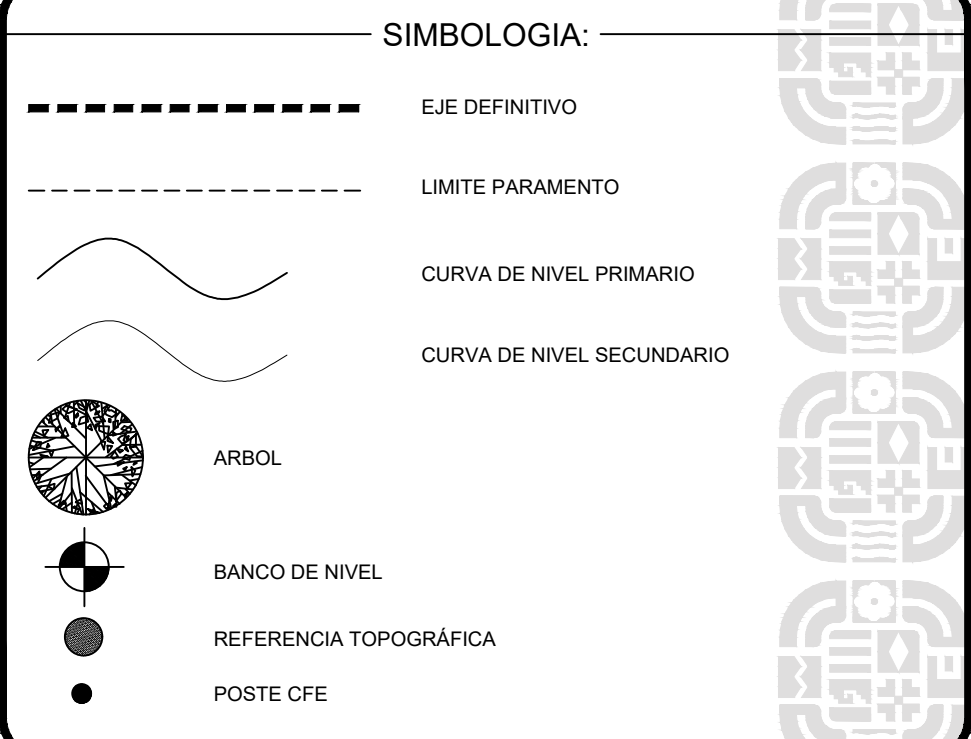 SIMBOLOGIA:
EJE DEFINITIVO
LIMITE PARAMENTO
CURVA DE NIVEL PRIMARIO
CURVA DE NIVEL SECUNDARIO
ARBOL
BANCO DE NIVEL
REFERENCIA TOPOGRÁFICA
POSTE CFE